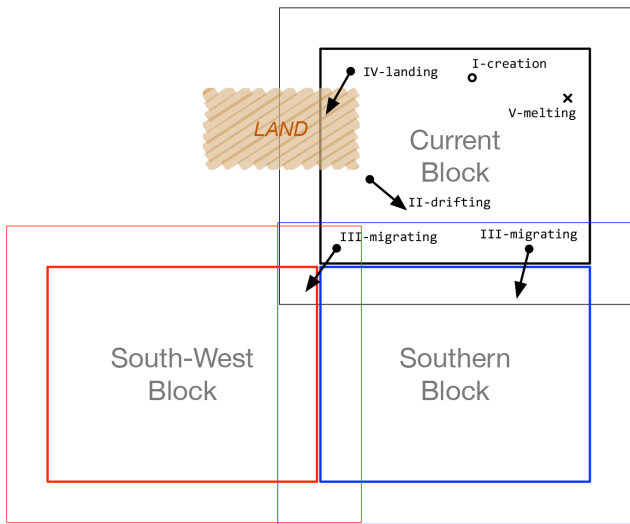 I-creation
IV-landing
V-melting
LAND
Current
Block
II-drifting
III-migrating
III-migrating
South-West
Block
Southern
Block